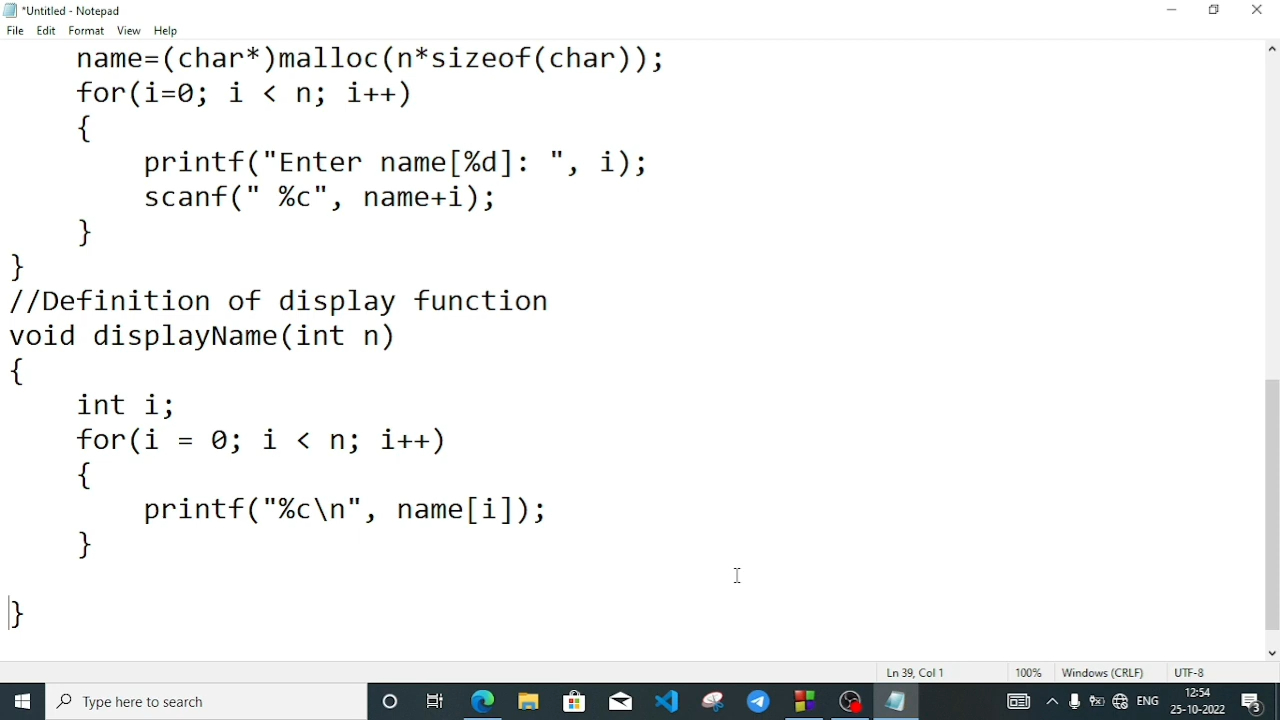 *Untitled - Notepad
File Edit Format View Help
name=(char*)malloc(n*sizeof(char));
for(i=0; i < n; i++)
{
printf("Enter name[%d]: ", i);
scanf(" %c", name+i);
}
}
//Definition of display function
void displayName(int n)
{
int i;
for(i = 0; i < n; i++)
{
printf("%c\n", name[i]);
}
}
Ln 39, Col 1 100% Windows (CRLF) UTF-8
Type here to search
ENG
12:54
25-10-2022
3